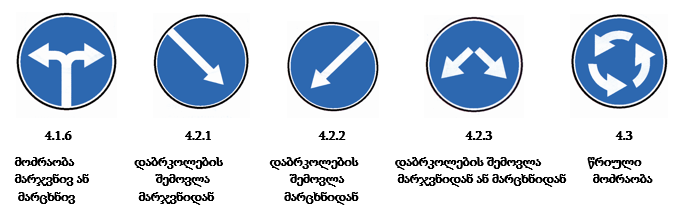 4.1.6 4.2.1 4.2.2 4.2.3 4.3
მოძრაობა დაბრკოლების დაბრკოლების დაბრკოლების შემოვლა წრიული
მარჯვნივ ან შემოვლა შემოვლა მარჯვნიდან ან მარცხნიდან მოძრაობა
მარცხნივ მარჯვნიდან მარცხნიდან